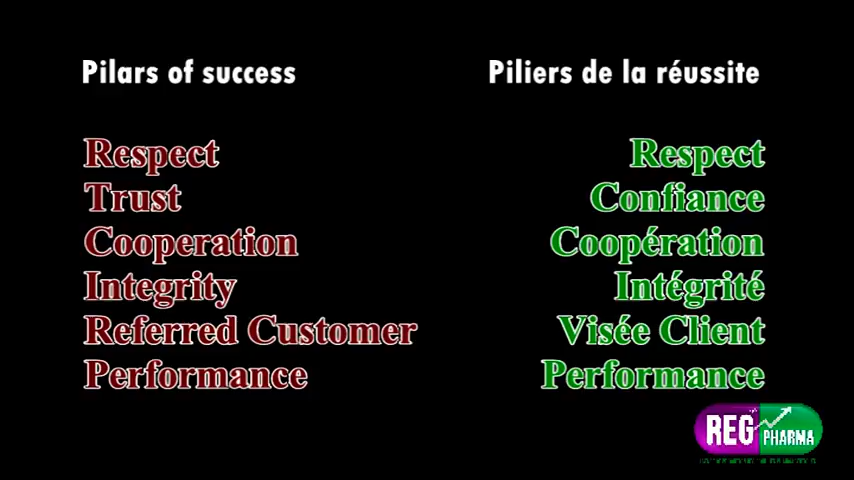 Pilars of success
Respect
Trust
Cooperation
Integrity
Referred Customer
Performance
Piliers de la réussite
Respect
Confiance
Coopération
Intégrité
Visée Client
Performance
REG
PHARMA